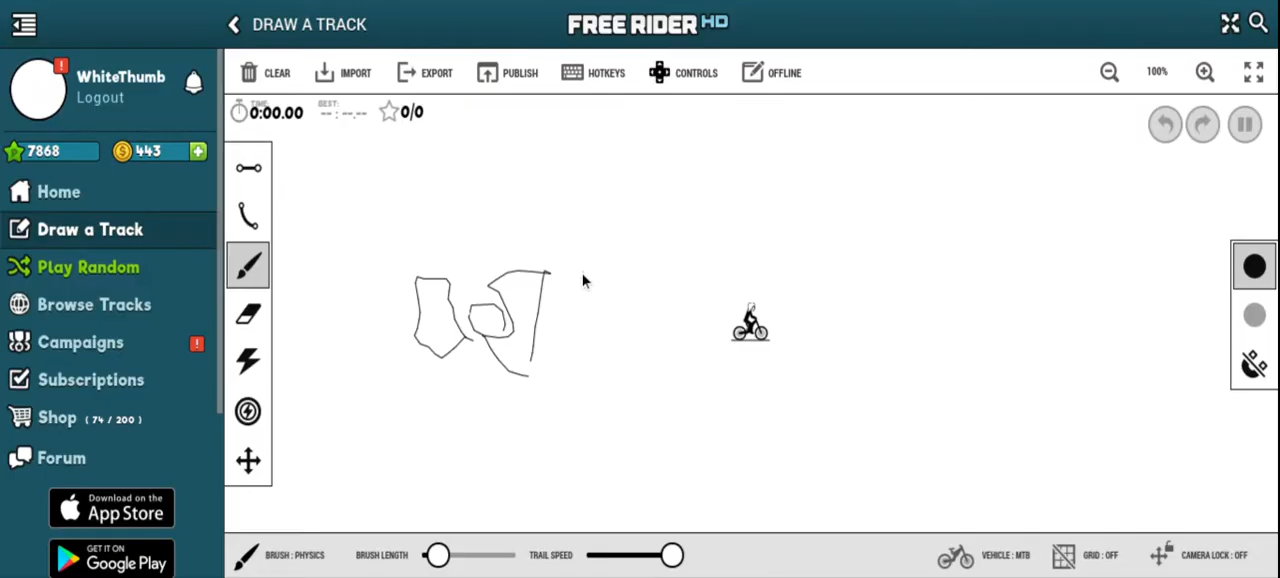 DRAW A TRACK
FREE RIDER HD
WhiteThumb
Logout
CLEAR
IMPORT
EXPORT
PUBLISH
HOTKEYS
CONTROLS
OFFLINE
100%
TIME
0:00.00
BEST:
-- : --.--
0/0
7868
443
Home
Draw a Track
Play Random
Browse Tracks
Campaigns
Subscriptions
Shop ( 74 / 200 )
Forum
Download on the
App Store
GET IT ON
Google Play
BRUSH : PHYSICS
BRUSH LENGTH
TRAIL SPEED
VEHICLE : MTB
GRID : OFF
CAMERA LOCK : OFF